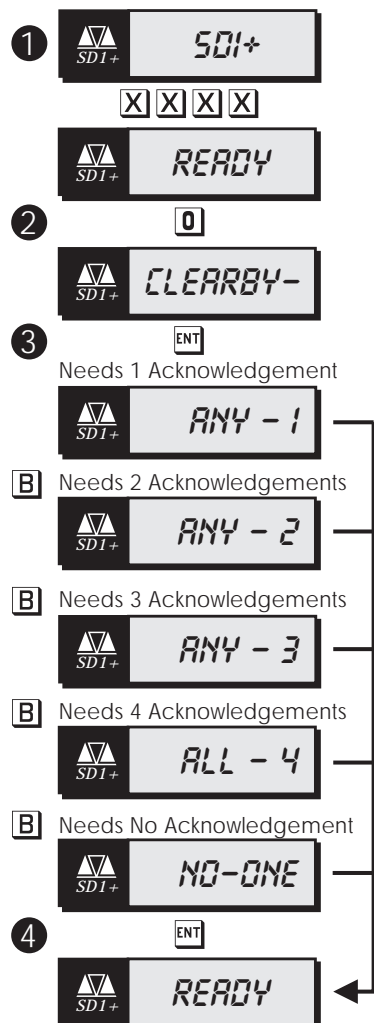 1 SD1+ SD1+
X X X X
SD1+ READY
2 0
SD1+ CLEARBY-
3 ENT
Needs 1 Acknowledgement
SD1+ ANY - 1
B Needs 2 Acknowledgements
SD1+ ANY - 2
B Needs 3 Acknowledgements
SD1+ ANY - 3
B Needs 4 Acknowledgements
SD1+ ALL - 4
B Needs No Acknowledgement
SD1+ NO-ONE
4 ENT
SD1+ READY